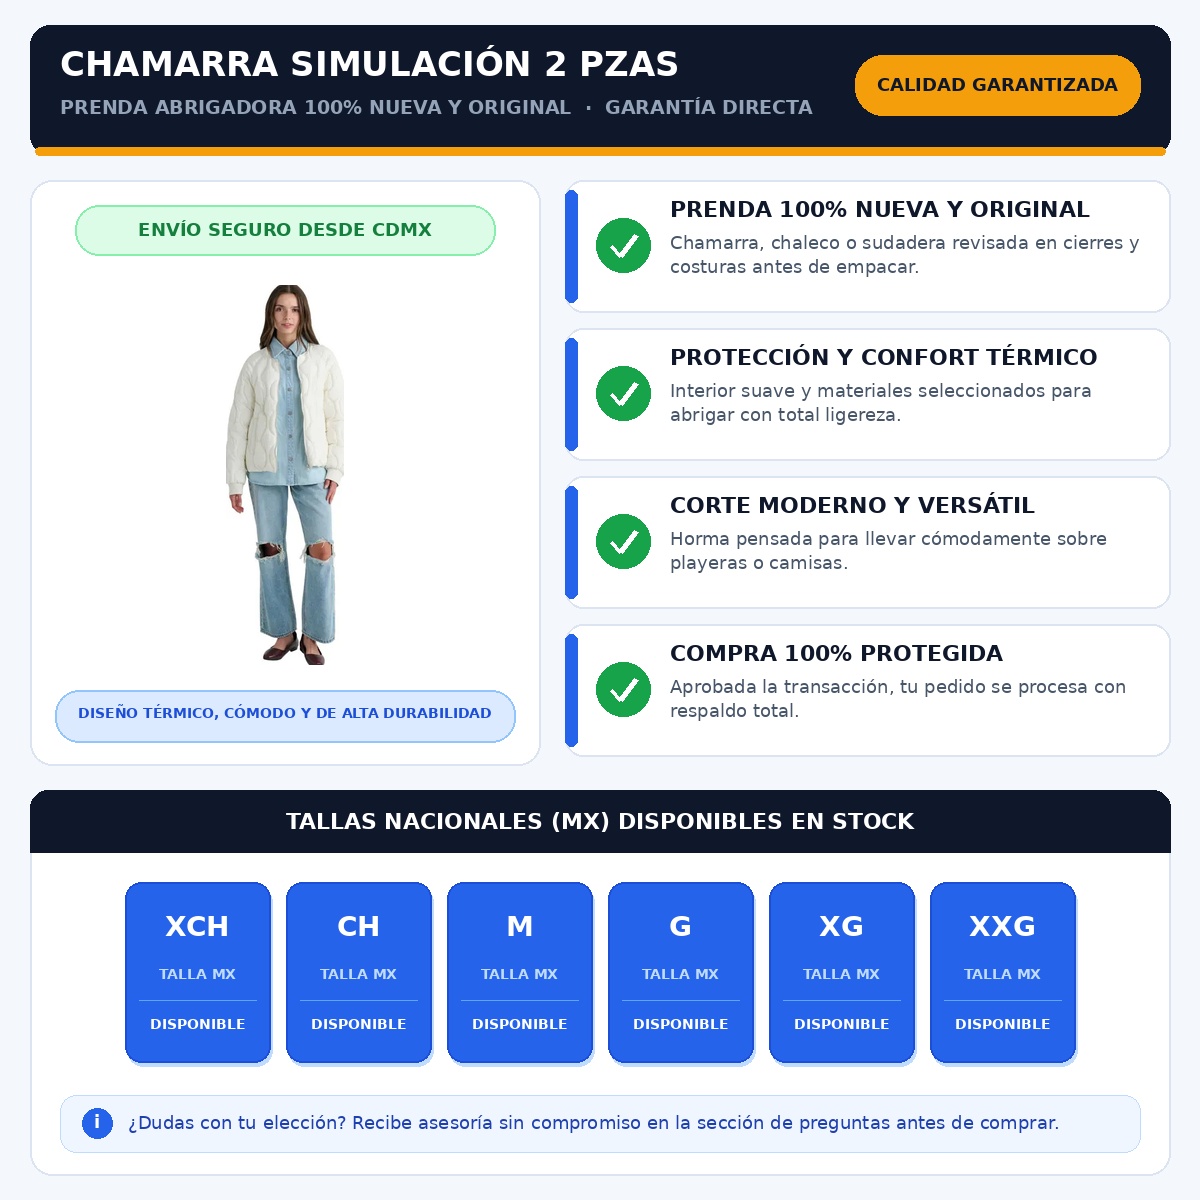 CHAMARRA SIMULACIÓN 2 PZAS
PRENDA ABRIGADORA 100% NUEVA Y ORIGINAL · GARANTÍA DIRECTA
CALIDAD GARANTIZADA
ENVÍO SEGURO DESDE CDMX
DISEÑO TÉRMICO, CÓMODO Y DE ALTA DURABILIDAD
PRENDA 100% NUEVA Y ORIGINAL
Chamarra, chaleco o sudadera revisada en cierres y
costuras antes de empacar.
PROTECCIÓN Y CONFORT TÉRMICO
Interior suave y materiales seleccionados para
abrigar con total ligereza.
CORTE MODERNO Y VERSÁTIL
Horma pensada para llevar cómodamente sobre
playeras o camisas.
COMPRA 100% PROTEGIDA
Aprobada la transacción, tu pedido se procesa con
respaldo total.
TALLAS NACIONALES (MX) DISPONIBLES EN STOCK
XCH
TALLA MX
DISPONIBLE
CH
TALLA MX
DISPONIBLE
M
TALLA MX
DISPONIBLE
G
TALLA MX
DISPONIBLE
XG
TALLA MX
DISPONIBLE
XXG
TALLA MX
DISPONIBLE
i
¿Dudas con tu elección? Recibe asesoría sin compromiso en la sección de preguntas antes de comprar.